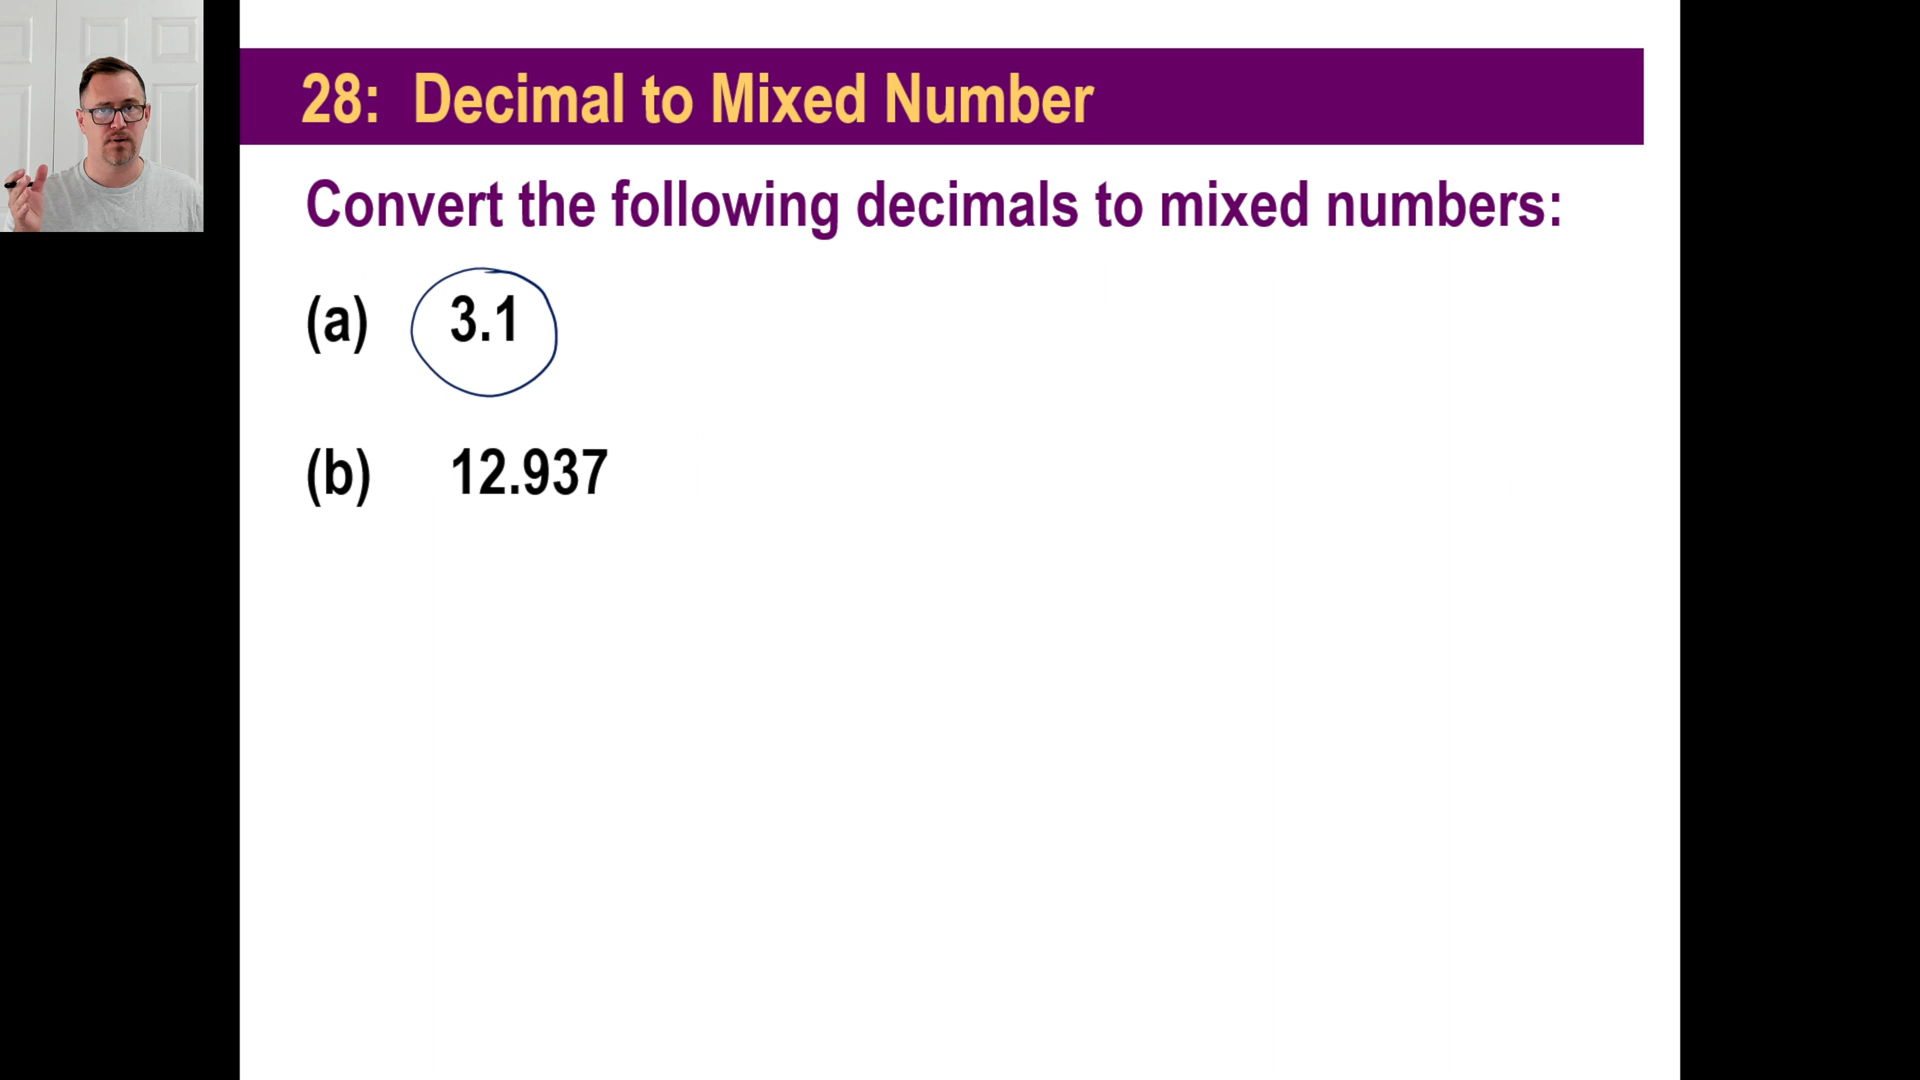 28: Decimal to Mixed Number
Convert the following decimals to mixed numbers:
(a) 3.1
(b) 12.937